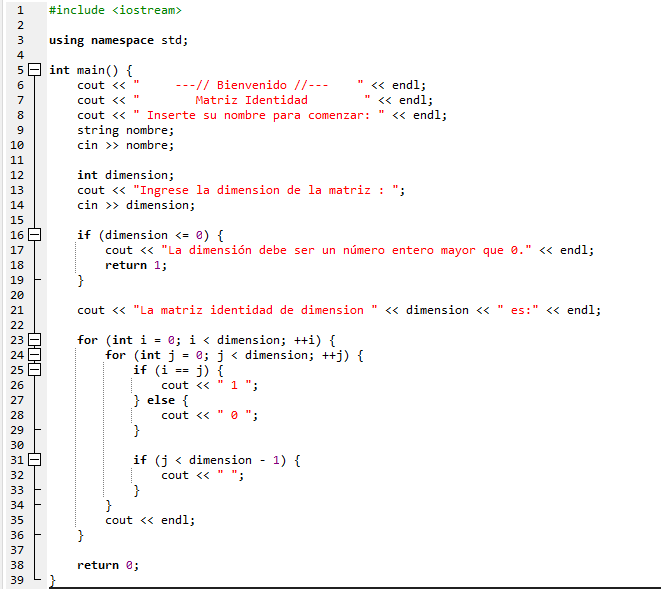 1 #include <iostream>
2
3 using namespace std;
4
5 int main() {
6     cout << "     ---// Bienvenido //---    " << endl;
7     cout << "        Matriz Identidad        " << endl;
8     cout << " Inserte su nombre para comenzar: " << endl;
9     string nombre;
10     cin >> nombre;
11
12     int dimension;
13     cout << "Ingrese la dimension de la matriz : ";
14     cin >> dimension;
15
16     if (dimension <= 0) {
17         cout << "La dimensión debe ser un número entero mayor que 0." << endl;
18         return 1;
19     }
20
21     cout << "La matriz identidad de dimension " << dimension << " es:" << endl;
22
23     for (int i = 0; i < dimension; ++i) {
24         for (int j = 0; j < dimension; ++j) {
25             if (i == j) {
26                 cout << " 1 ";
27             } else {
28                 cout << " 0 ";
29             }
30
31             if (j < dimension - 1) {
32                 cout << " ";
33             }
34         }
35         cout << endl;
36     }
37
38     return 0;
39 }